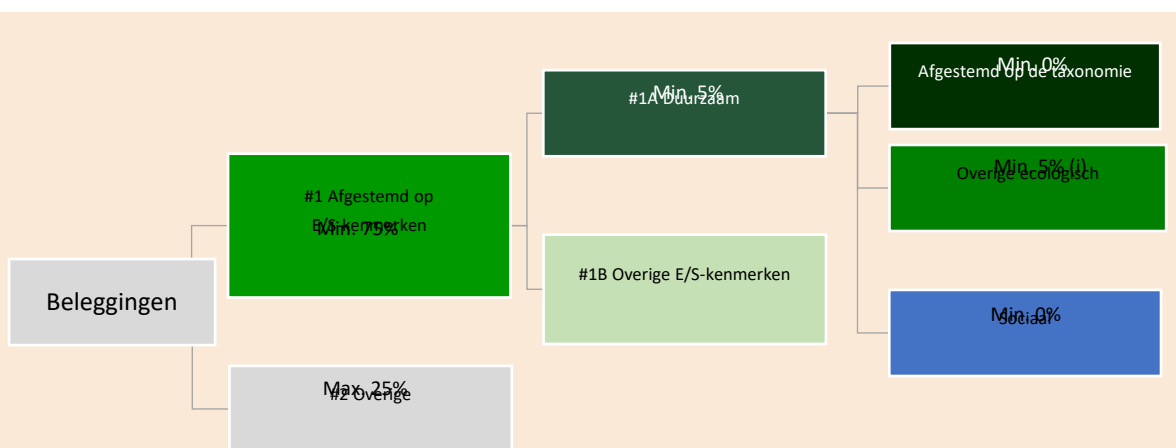 Beleggingen
#1 Afgestemd op
E/S-kenmerken
Min. 75%
Max. 25%
#2 Overige
Min. 5%
#1A Duurzaam
#1B Overige E/S-kenmerken
Min. 0%
Afgestemd op de taxonomie
Min. 5% (i)
Overige ecologisch
Min. 0%
Sociaal